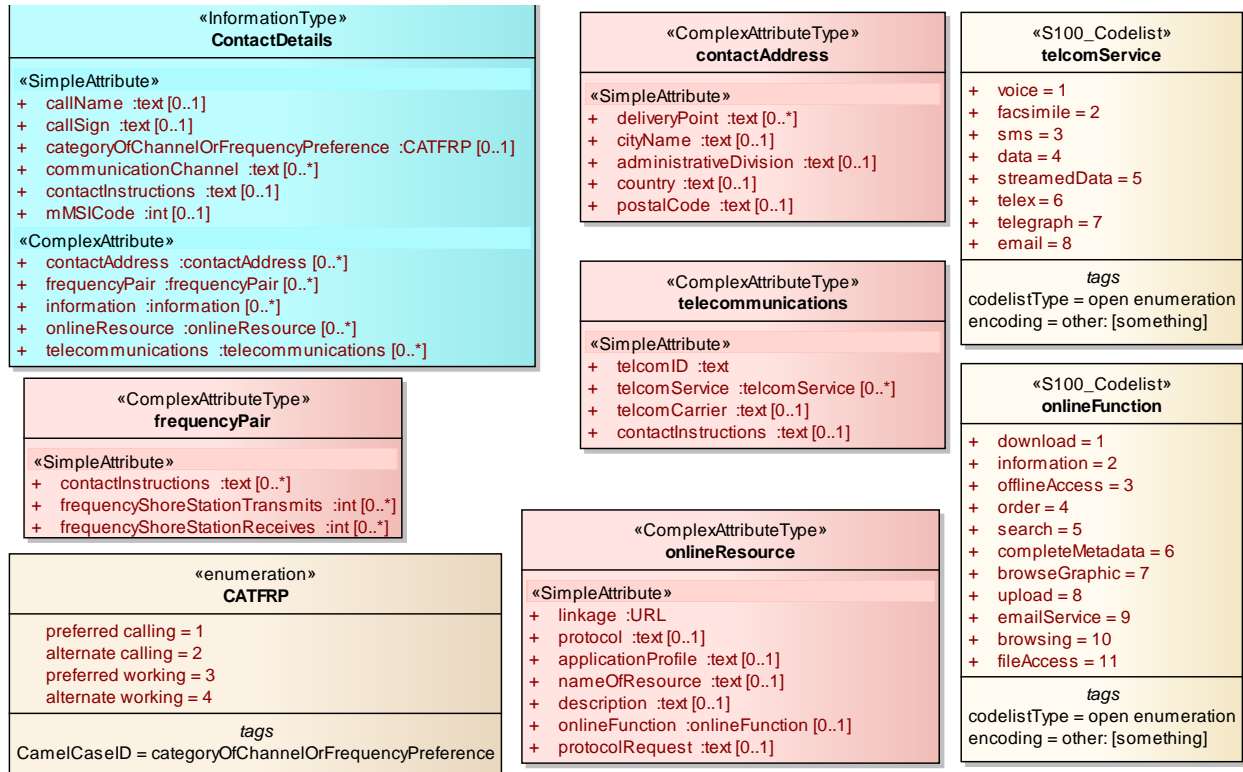 «InformationType»
ContactDetails
«SimpleAttribute»
+ callName :text [0..1]
+ callSign :text [0..1]
+ categoryOfChannelOrFrequencyPreference :CATFRP [0..1]
+ communicationChannel :text [0..*]
+ contactInstructions :text [0..1]
+ mMSICode :int [0..1]
«ComplexAttribute»
+ contactAddress :contactAddress [0..*]
+ frequencyPair :frequencyPair [0..*]
+ information :information [0..*]
+ onlineResource :onlineResource [0..*]
+ telecommunications :telecommunications [0..*]
«ComplexAttributeType»
frequencyPair
«SimpleAttribute»
+ contactInstructions :text [0..*]
+ frequencyShoreStationTransmits :int [0..*]
+ frequencyShoreStationReceives :int [0..*]
«enumeration»
CATFRP
preferred calling = 1
alternate calling = 2
preferred working = 3
alternate working = 4
tags
CamelCaseID = categoryOfChannelOrFrequencyPreference
«ComplexAttributeType»
contactAddress
«SimpleAttribute»
+ deliveryPoint :text [0..*]
+ cityName :text [0..1]
+ administrativeDivision :text [0..1]
+ country :text [0..1]
+ postalCode :text [0..1]
«ComplexAttributeType»
telecommunications
«SimpleAttribute»
+ telcomID :text
+ telcomService :telcomService [0..*]
+ telcomCarrier :text [0..1]
+ contactInstructions :text [0..1]
«ComplexAttributeType»
onlineResource
«SimpleAttribute»
+ linkage :URL
+ protocol :text [0..1]
+ applicationProfile :text [0..1]
+ nameOfResource :text [0..1]
+ description :text [0..1]
+ onlineFunction :onlineFunction [0..1]
+ protocolRequest :text [0..1]
«S100_Codelist»
telcomService
+ voice = 1
+ facsimile = 2
+ sms = 3
+ data = 4
+ streamedData = 5
+ telex = 6
+ telegraph = 7
+ email = 8
tags
codelistType = open enumeration
encoding = other: [something]
«S100_Codelist»
onlineFunction
+ download = 1
+ information = 2
+ offlineAccess = 3
+ order = 4
+ search = 5
+ completeMetadata = 6
+ browseGraphic = 7
+ upload = 8
+ emailService = 9
+ browsing = 10
+ fileAccess = 11
tags
codelistType = open enumeration
encoding = other: [something]